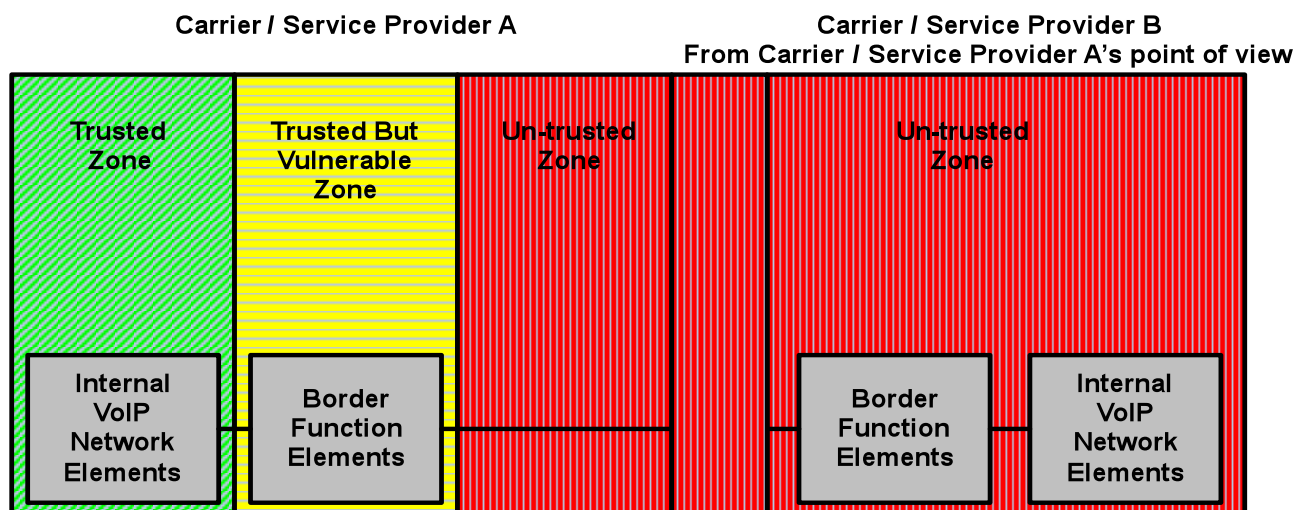 Carrier / Service Provider A
Carrier / Service Provider B
From Carrier / Service Provider A's point of view
Trusted
Zone
Trusted But
Vulnerable
Zone
Un-trusted
Zone
Un-trusted
Zone
Internal
VoIP
Network
Elements
Border
Function
Elements
Border
Function
Elements
Internal
VoIP
Network
Elements